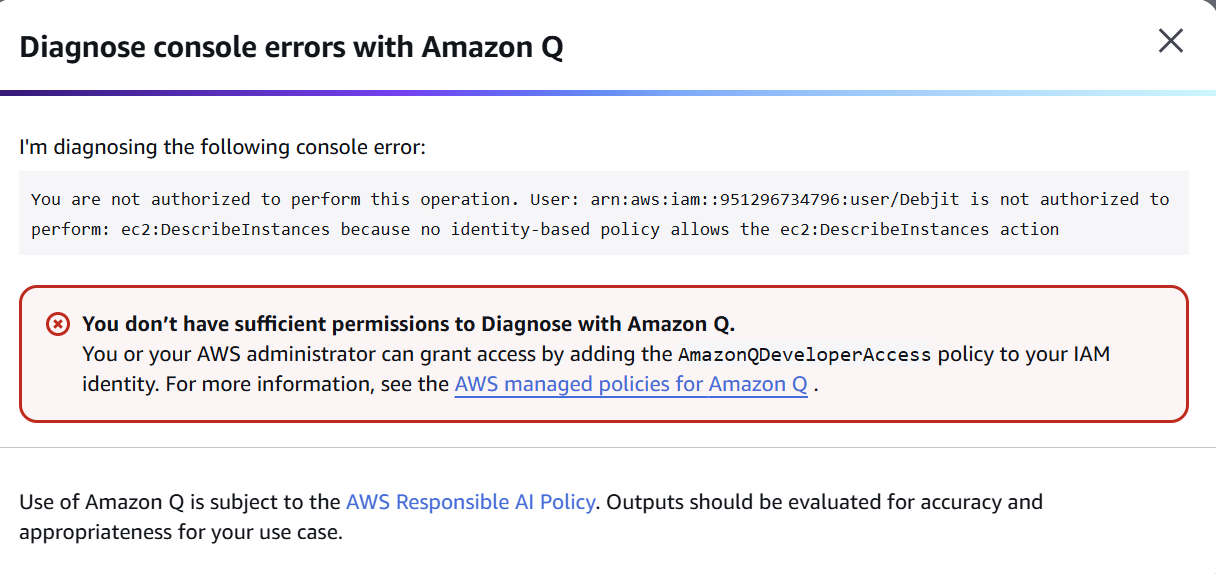 Diagnose console errors with Amazon Q
I'm diagnosing the following console error:
You are not authorized to perform this operation. User: arn:aws:iam::951296734796:user/Debjit is not authorized to
perform: ec2:DescribeInstances because no identity-based policy allows the ec2:DescribeInstances action
You don’t have sufficient permissions to Diagnose with Amazon Q.
You or your AWS administrator can grant access by adding the AmazonQDeveloperAccess policy to your IAM
identity. For more information, see the AWS managed policies for Amazon Q .
Use of Amazon Q is subject to the AWS Responsible AI Policy. Outputs should be evaluated for accuracy and
appropriateness for your use case.